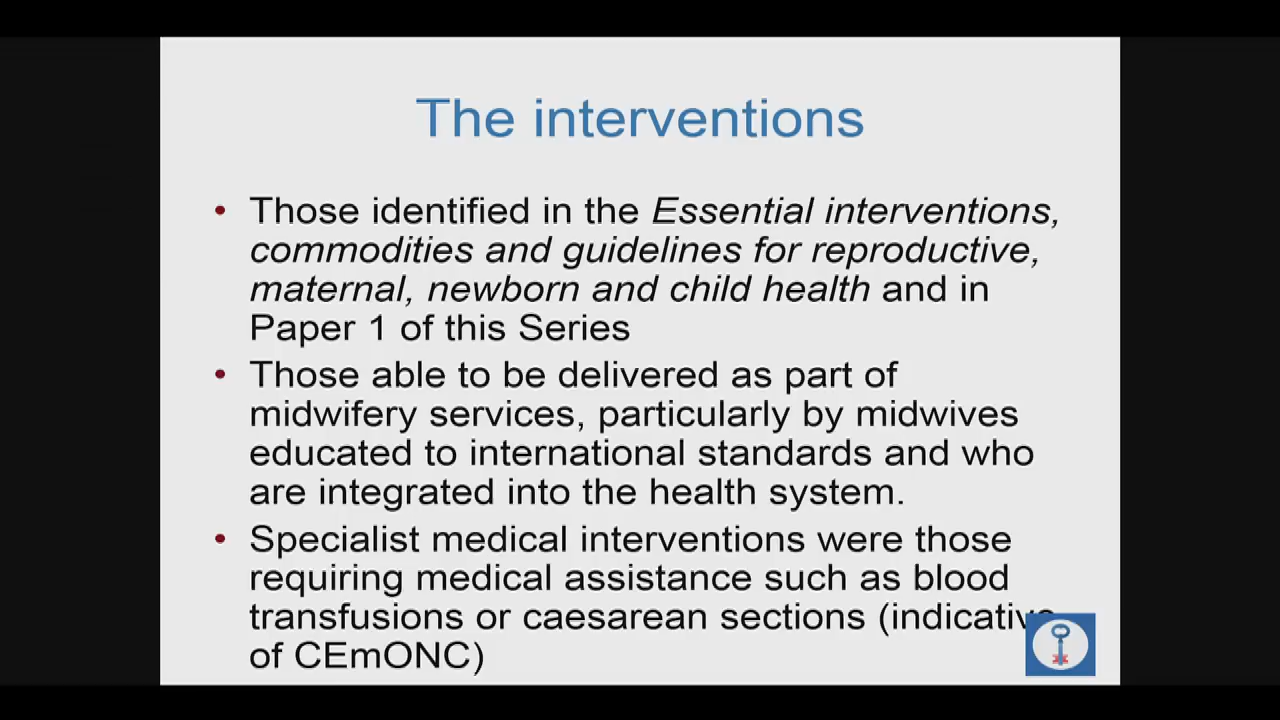 The interventions
• Those identified in the Essential interventions,
commodities and guidelines for reproductive,
maternal, newborn and child health and in
Paper 1 of this Series
• Those able to be delivered as part of
midwifery services, particularly by midwives
educated to international standards and who
are integrated into the health system.
• Specialist medical interventions were those
requiring medical assistance such as blood
transfusions or caesarean sections (indicative
of CEmONC)